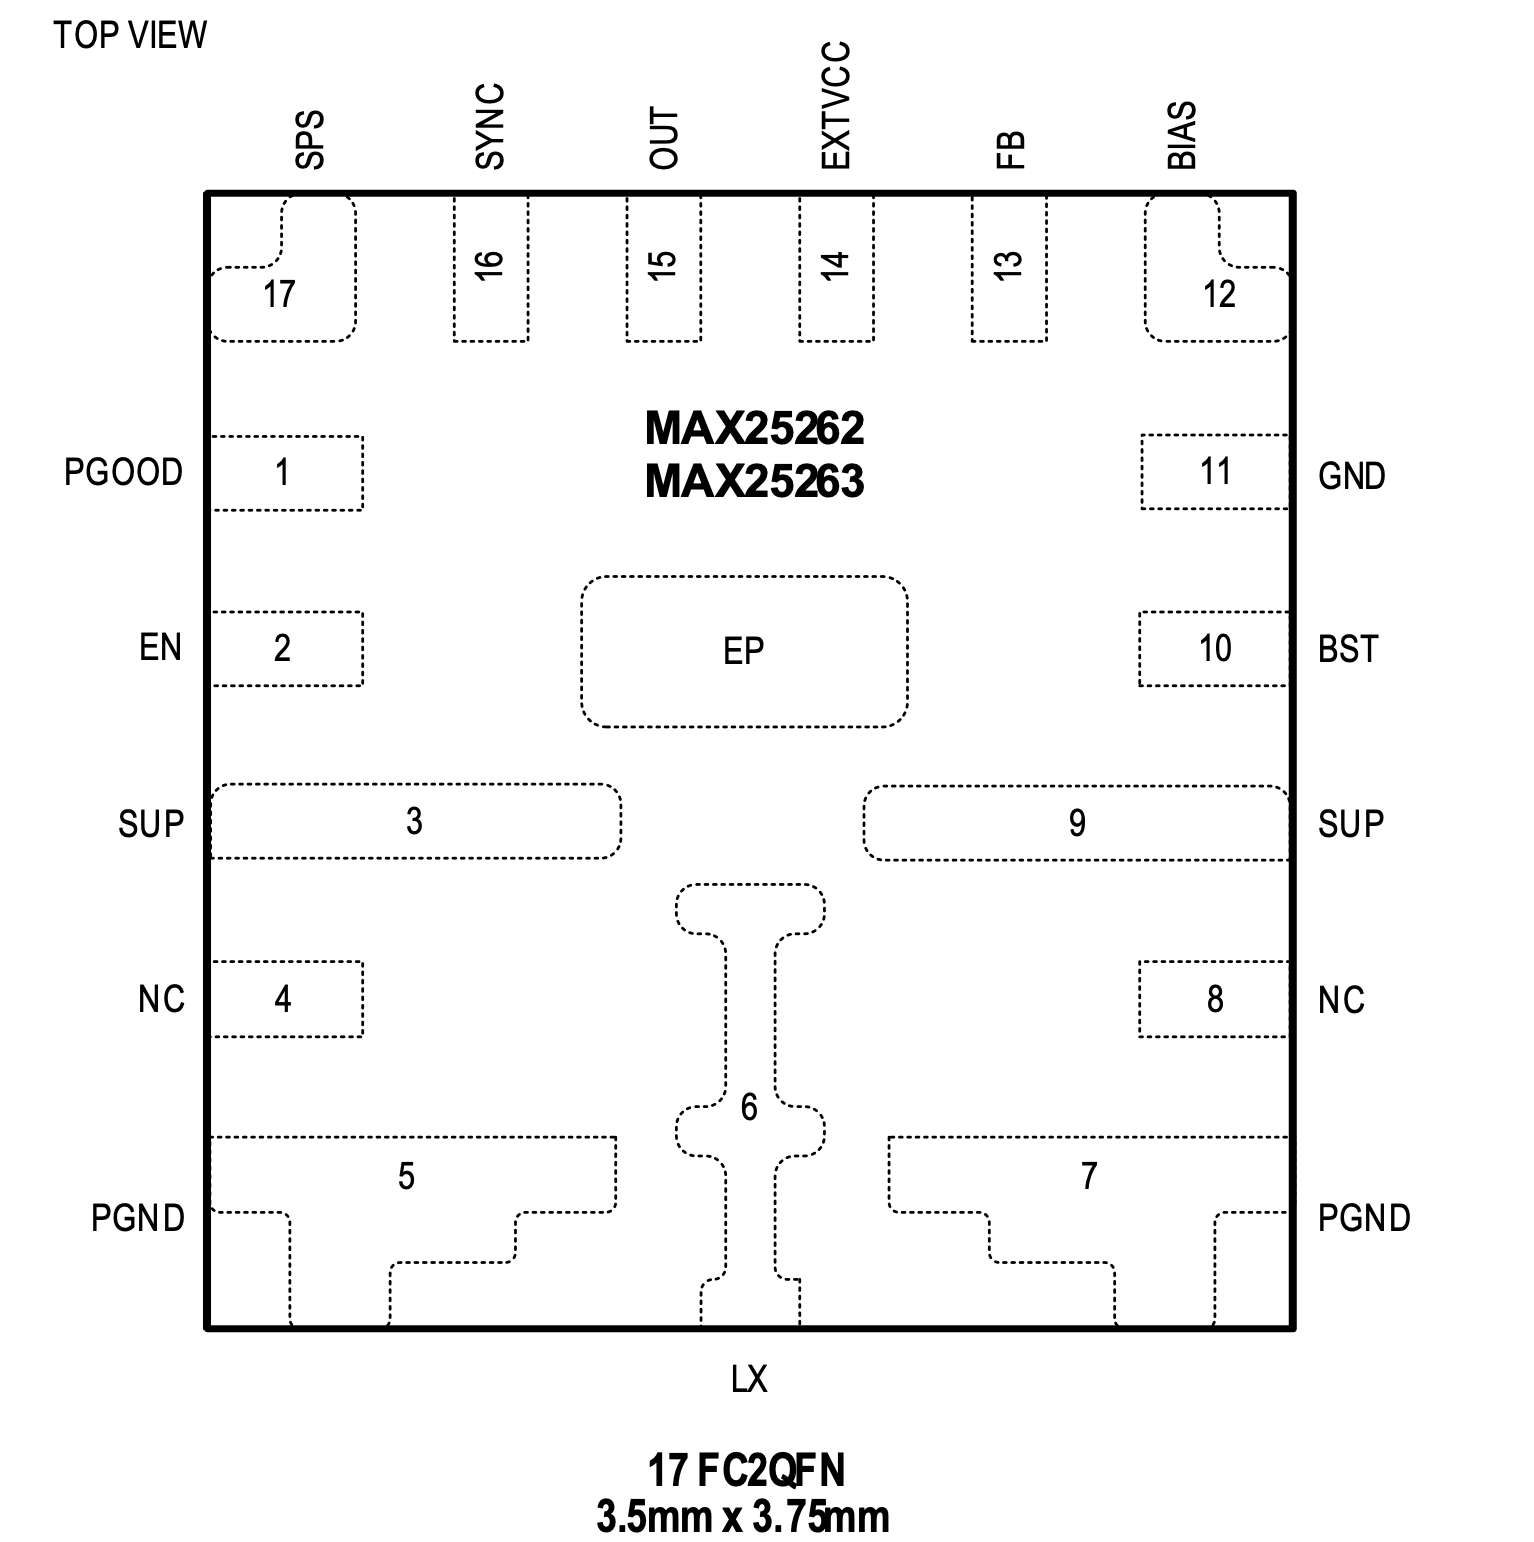 TOP VIEW
SPS
SYNC
OUT
EXTVCC
FB
BIAS
17
16
15
14
13
12
MAX25262
MAX25263
PGOOD 1
11 GND
EN 2
EP
10 BST
SUP 3
9 SUP
NC 4
8 NC
6
5
7
PGND
PGND
LX
17 FC2QFN
3.5mm x 3.75mm